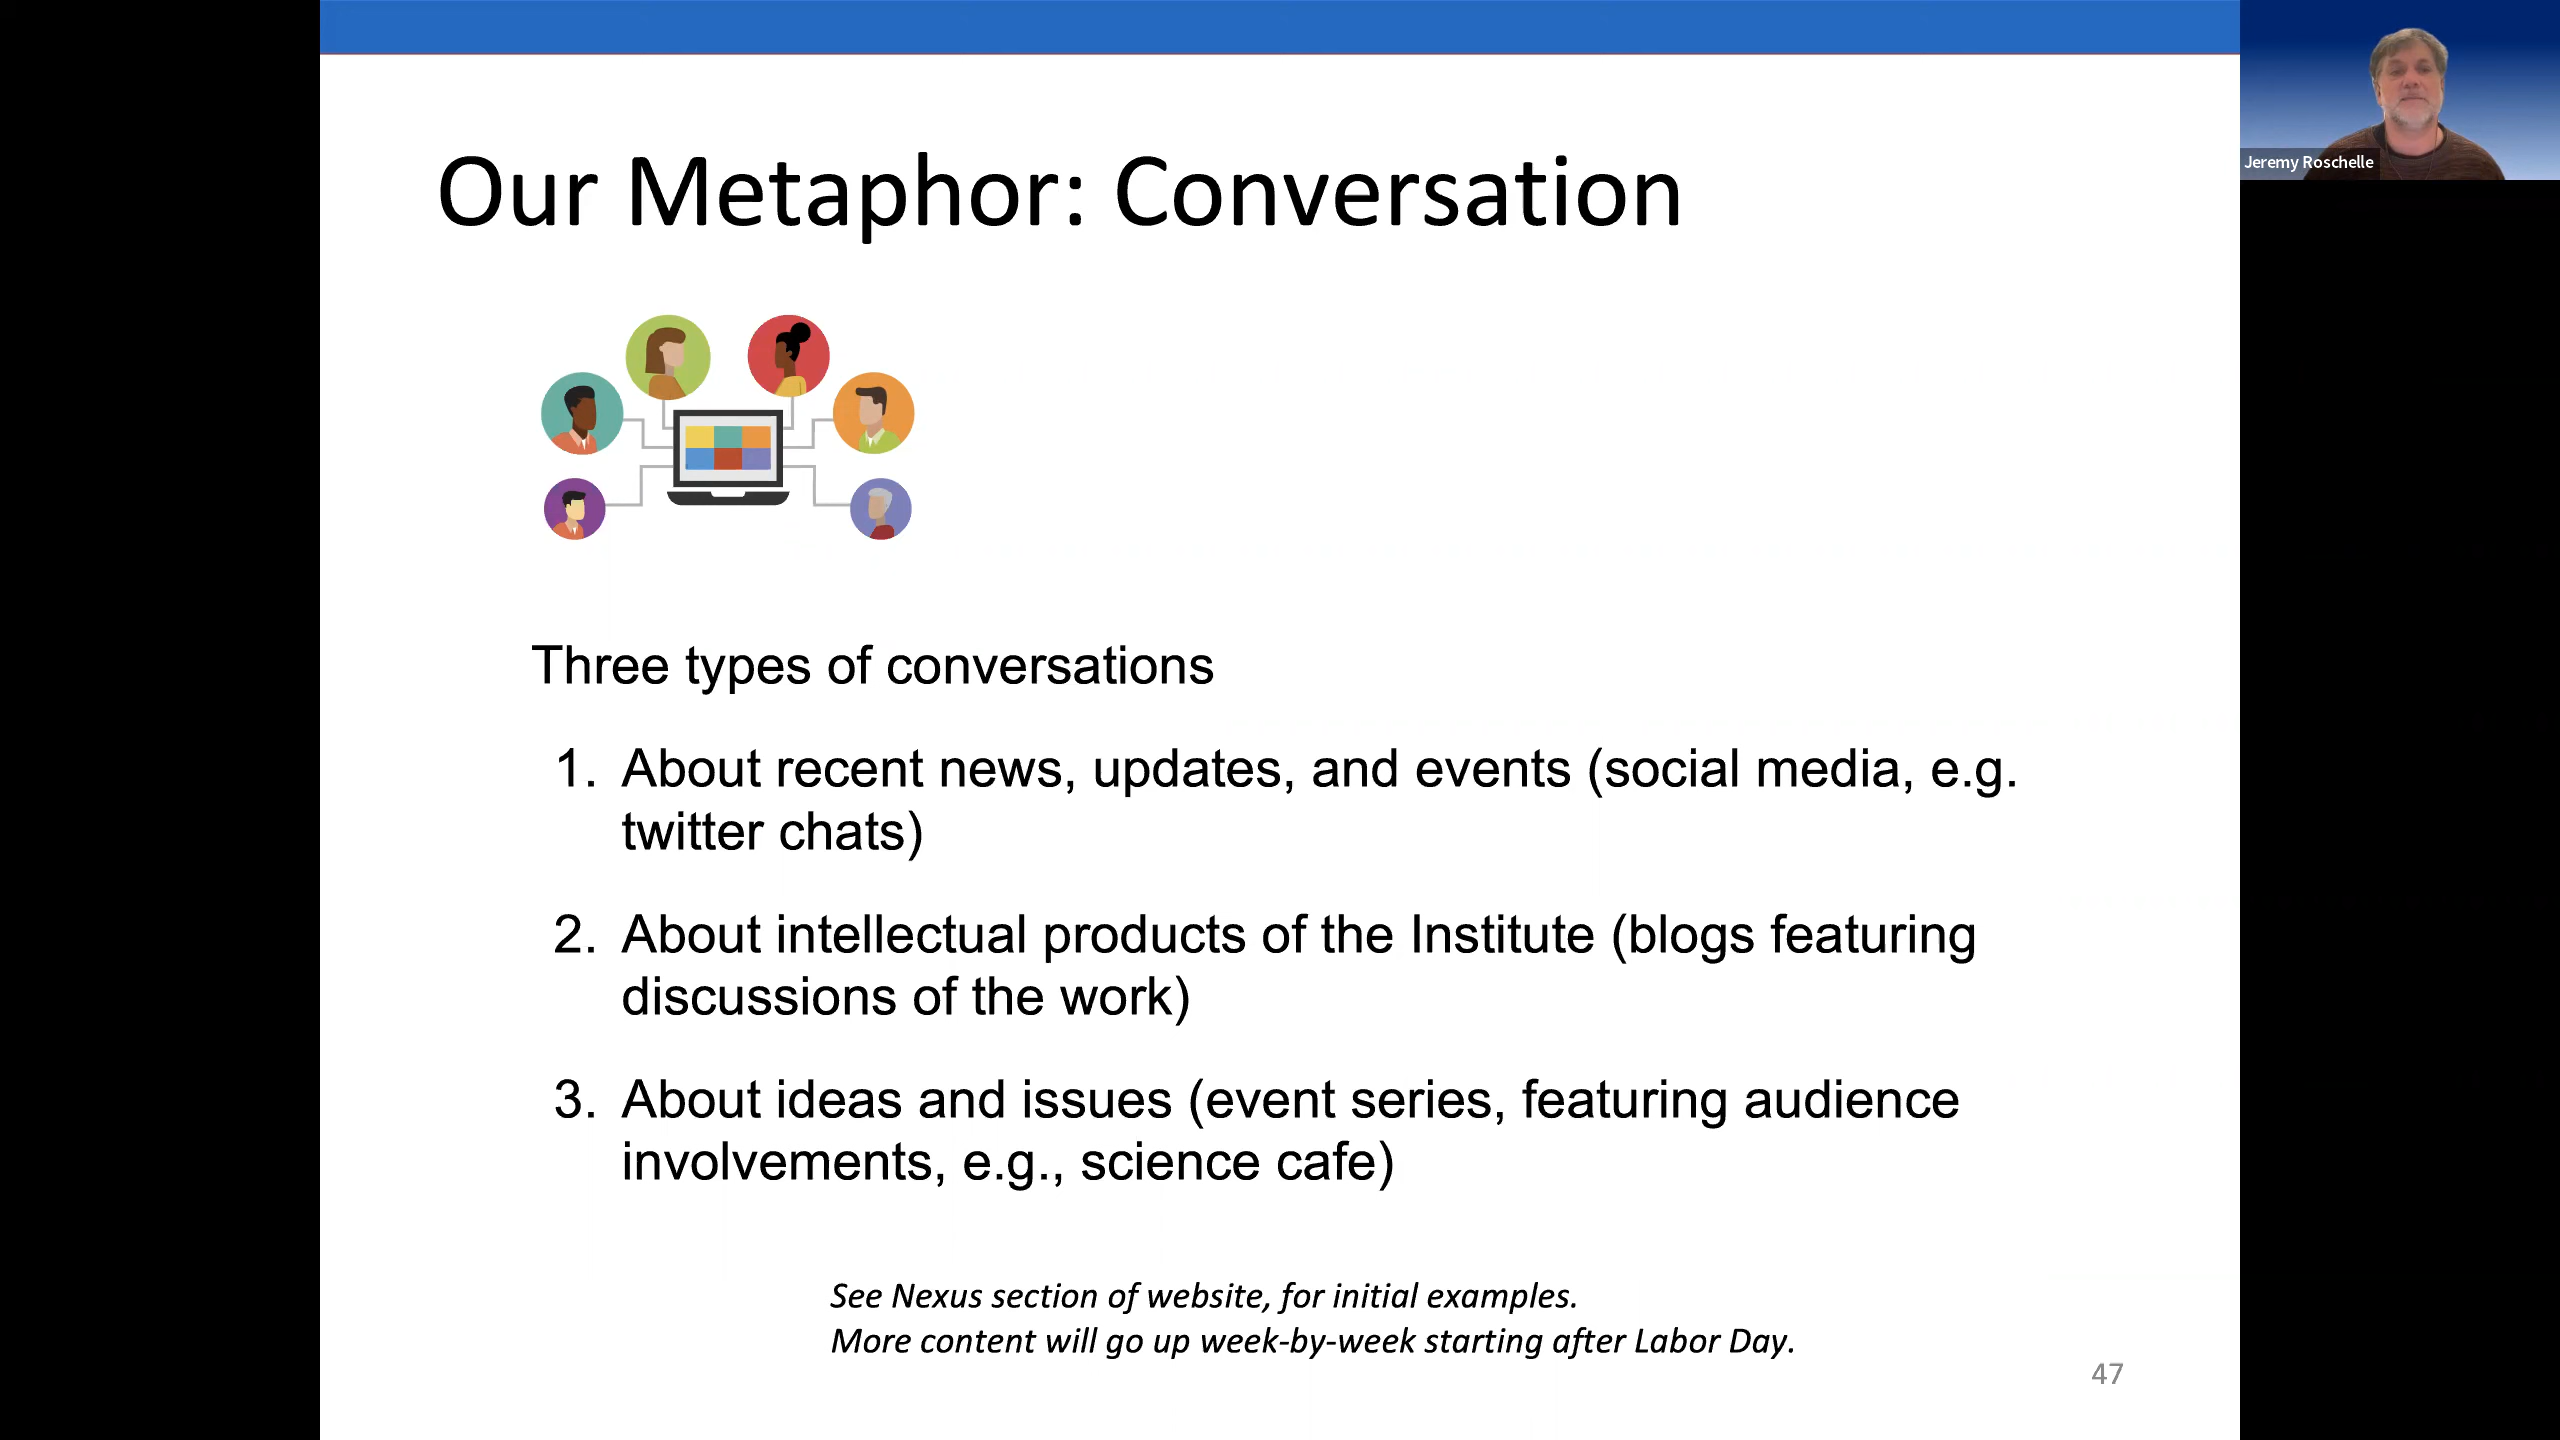 Our Metaphor: Conversation
Jeremy Roschelle
Three types of conversations
1. About recent news, updates, and events (social media, e.g.
twitter chats)
2. About intellectual products of the Institute (blogs featuring
discussions of the work)
3. About ideas and issues (event series, featuring audience
involvements, e.g., science cafe)
See Nexus section of website, for initial examples.
More content will go up week-by-week starting after Labor Day.
47